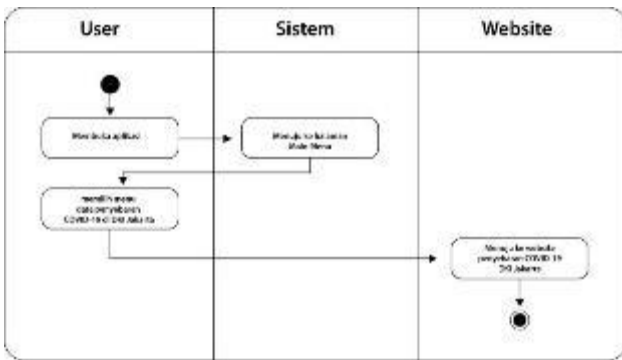 User
Sistem
Website
Membuka aplikasi
Menuju ke halaman
Main Menu
memilih menu
data penyebaran
COVID-19 di DKI Jakarta
Menuju ke website
penyebaran COVID-19
DKI Jakarta